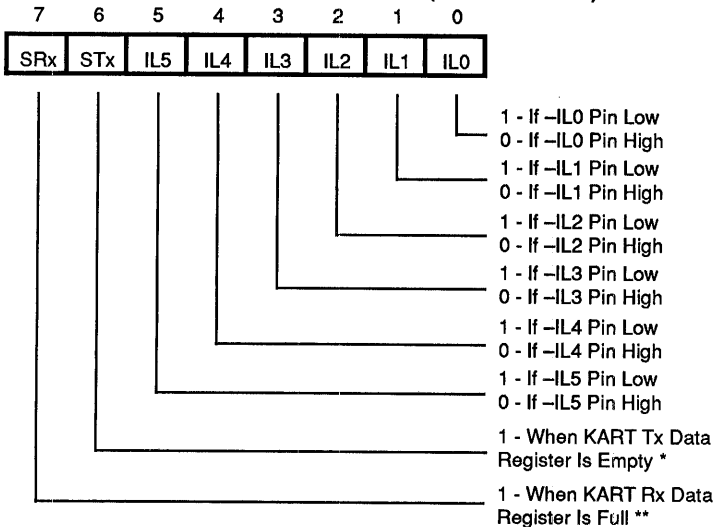 7 6 5 4 3 2 1 0
SRx STx IL5 IL4 IL3 IL2 IL1 IL0
1 - If –IL0 Pin Low
0 - If –IL0 Pin High
1 - If –IL1 Pin Low
0 - If –IL1 Pin High
1 - If –IL2 Pin Low
0 - If –IL2 Pin High
1 - If –IL3 Pin Low
0 - If –IL3 Pin High
1 - If –IL4 Pin Low
0 - If –IL4 Pin High
1 - If –IL5 Pin Low
0 - If –IL5 Pin High
1 - When KART Tx Data
Register Is Empty *
1 - When KART Rx Data
Register Is Full **